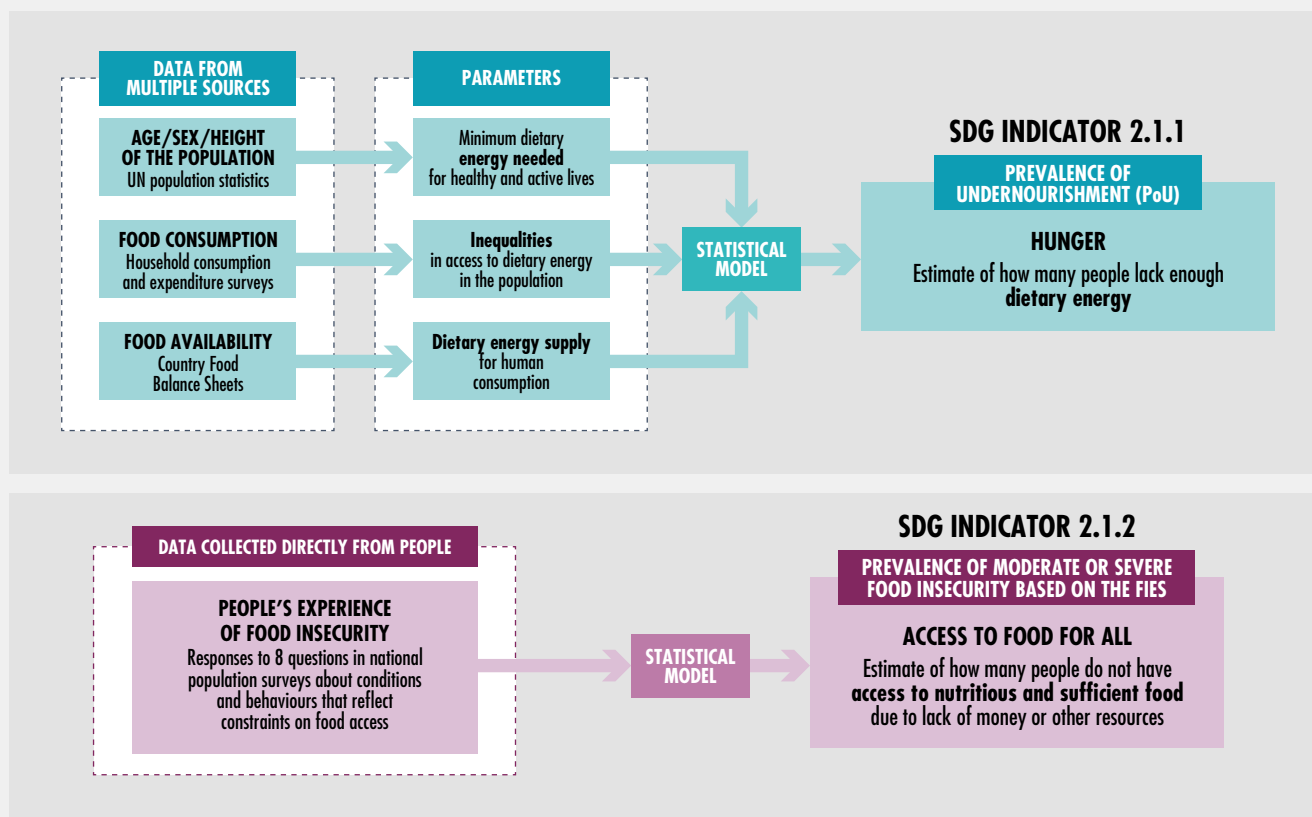 DATA FROM
MULTIPLE SOURCES
PARAMETERS
AGE/SEX/HEIGHT
OF THE POPULATION
UN population statistics
Minimum dietary
energy needed
for healthy and active lives
FOOD CONSUMPTION
Household consumption
and expenditure surveys
Inequalities
in access to dietary energy
in the population
FOOD AVAILABILITY
Country Food
Balance Sheets
Dietary energy supply
for human
consumption
STATISTICAL
MODEL
SDG INDICATOR 2.1.1
PREVALENCE OF
UNDERNOURISHMENT (PoU)
HUNGER
Estimate of how many people lack enough
dietary energy
DATA COLLECTED DIRECTLY FROM PEOPLE
PEOPLE'S EXPERIENCE
OF FOOD INSECURITY
Responses to 8 questions in national
population surveys about conditions
and behaviours that reflect
constraints on food access
STATISTICAL
MODEL
SDG INDICATOR 2.1.2
PREVALENCE OF MODERATE OR SEVERE
FOOD INSECURITY BASED ON THE FIES
ACCESS TO FOOD FOR ALL
Estimate of how many people do not have
access to nutritious and sufficient food
due to lack of money or other resources